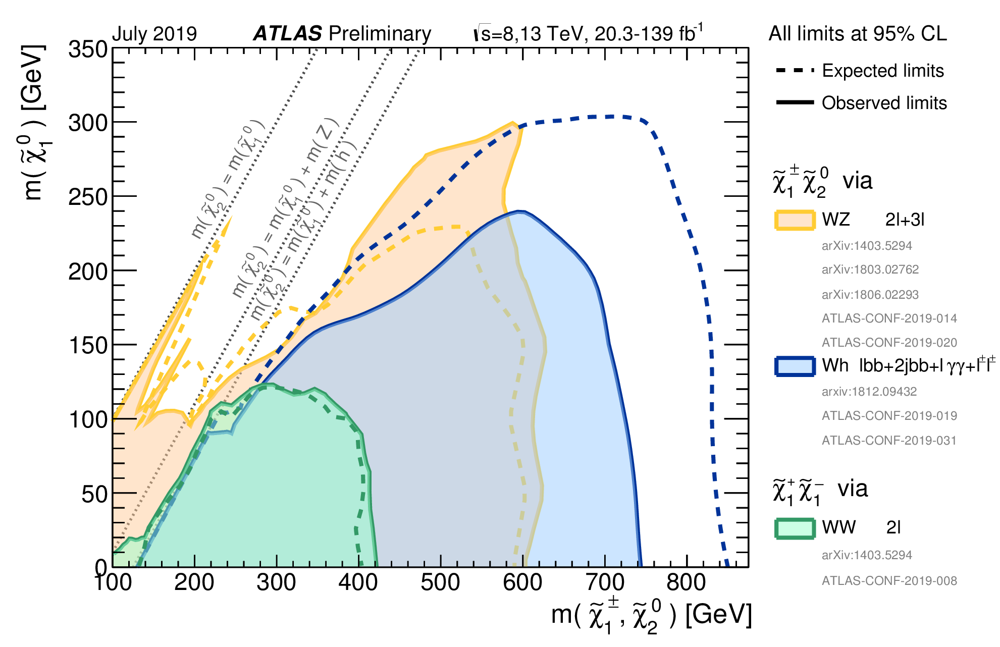 July 2019 ATLAS Preliminary √s=8,13 TeV, 20.3-139 fb⁻¹
All limits at 95% CL
Expected limits
Observed limits
m( χ̃₁⁰ ) [GeV]
350
300
250
200
150
100
50
0
m( χ̃₂⁰ ) = m( χ̃₁⁰ )
m( χ̃₂⁰ ) = m( χ̃₁⁰ ) + m( Z )
m( χ̃₂⁰ ) = m( χ̃₁⁰ ) + m( h )
100 200 300 400 500 600 700 800
m( χ̃₁±, χ̃₂⁰ ) [GeV]
χ̃₁± χ̃₂⁰ via
WZ 2l+3l
arXiv:1403.5294
arXiv:1803.02762
arXiv:1806.02293
ATLAS-CONF-2019-014
ATLAS-CONF-2019-020
Wh lbb+2jbb+lγγ+l±l±
arxiv:1812.09432
ATLAS-CONF-2019-019
ATLAS-CONF-2019-031
χ̃₁⁺ χ̃₁⁻ via
WW 2l
arXiv:1403.5294
ATLAS-CONF-2019-008